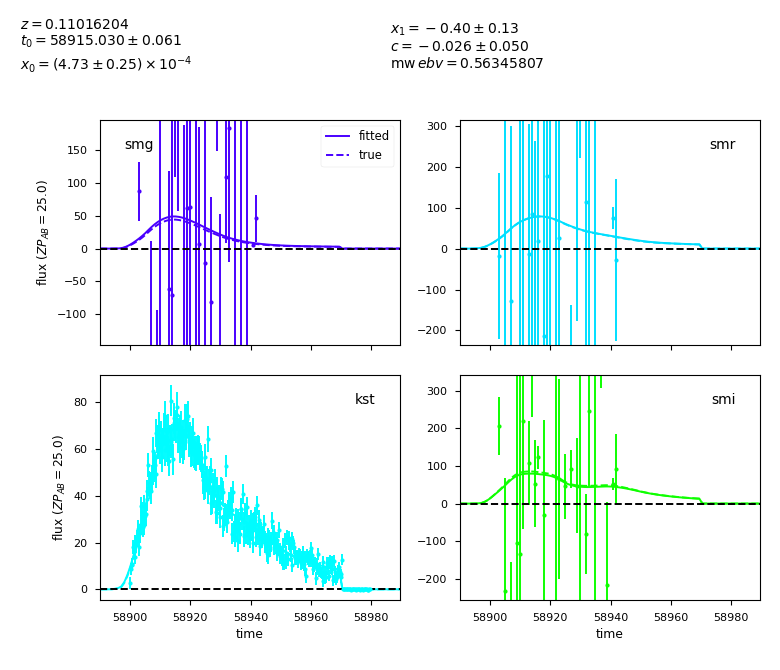 z = 0.11016204
t₀ = 58915.030 ± 0.061
x₀ = (4.73 ± 0.25) × 10⁻⁴
x₁ = −0.40 ± 0.13
c = −0.026 ± 0.050
mw ebv = 0.56345807
smg
fitted
true
150
100
50
0
−50
−100
flux (ZP_AB = 25.0)
smr
300
200
100
0
−100
−200
kst
80
60
40
20
0
flux (ZP_AB = 25.0)
58900 58920 58940 58960 58980
time
smi
300
200
100
0
−100
−200
58900 58920 58940 58960 58980
time